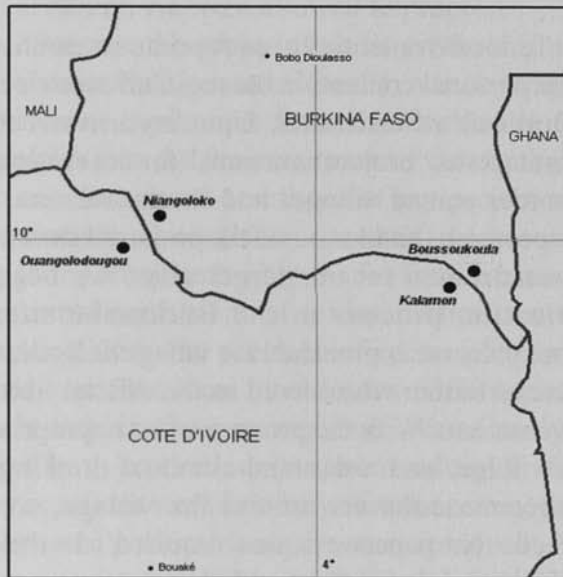 Bobo Dioulasso
MALI
BURKINA FASO
GHANA
Niangoloko
10°
Ouangolodougou
Boussoukoula
Kalamon
COTE D'IVOIRE
Bouaké
4°